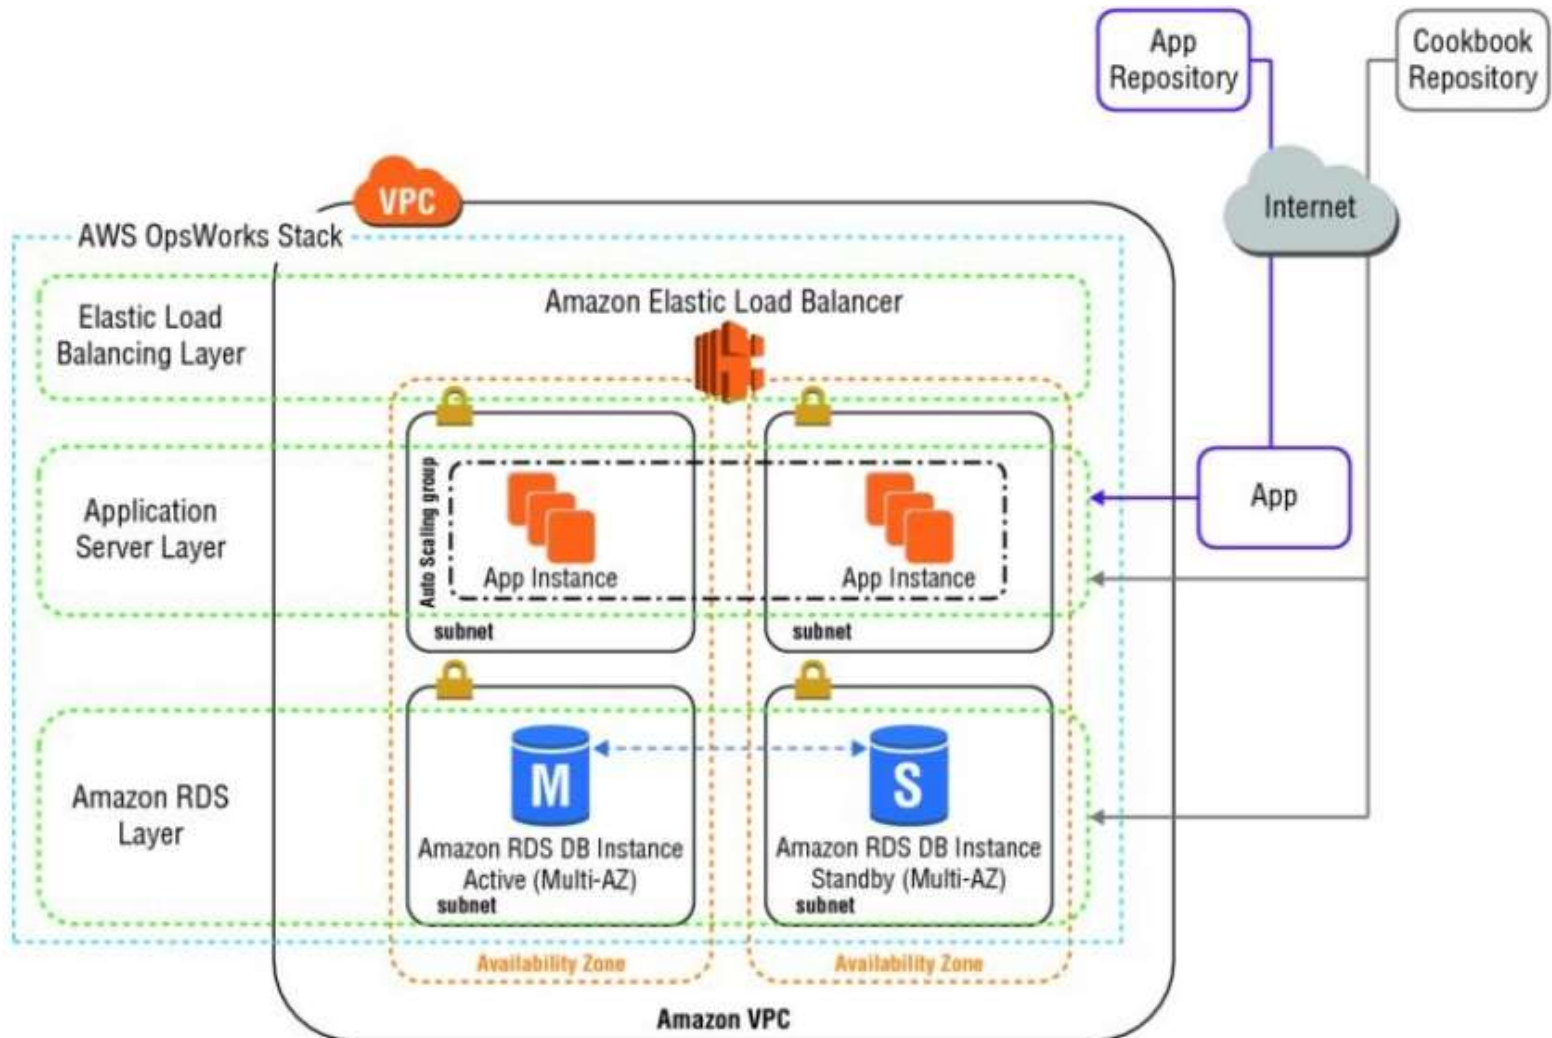 App
Repository
Cookbook
Repository
Internet
VPC
AWS OpsWorks Stack
Elastic Load
Balancing Layer
Amazon Elastic Load Balancer
Application
Server Layer
Auto Scaling group
App Instance
App Instance
App
subnet
subnet
Amazon RDS
Layer
M
S
Amazon RDS DB Instance
Active (Multi-AZ)
subnet
Amazon RDS DB Instance
Standby (Multi-AZ)
subnet
Availability Zone
Availability Zone
Amazon VPC